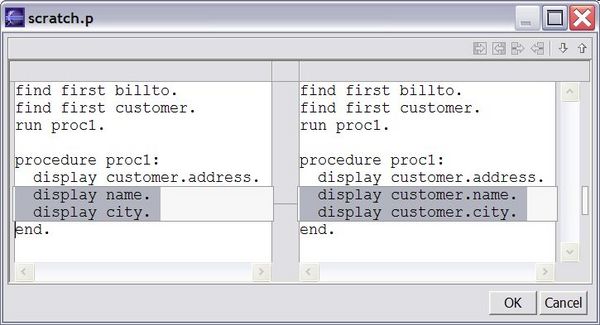 scratch.p
find first billto.
find first customer.
run proc1.
procedure proc1:
display customer.address.
display name.
display city.
end.
find first billto.
find first customer.
run proc1.
procedure proc1:
display customer.address.
display customer.name.
display customer.city.
end.
OK
Cancel